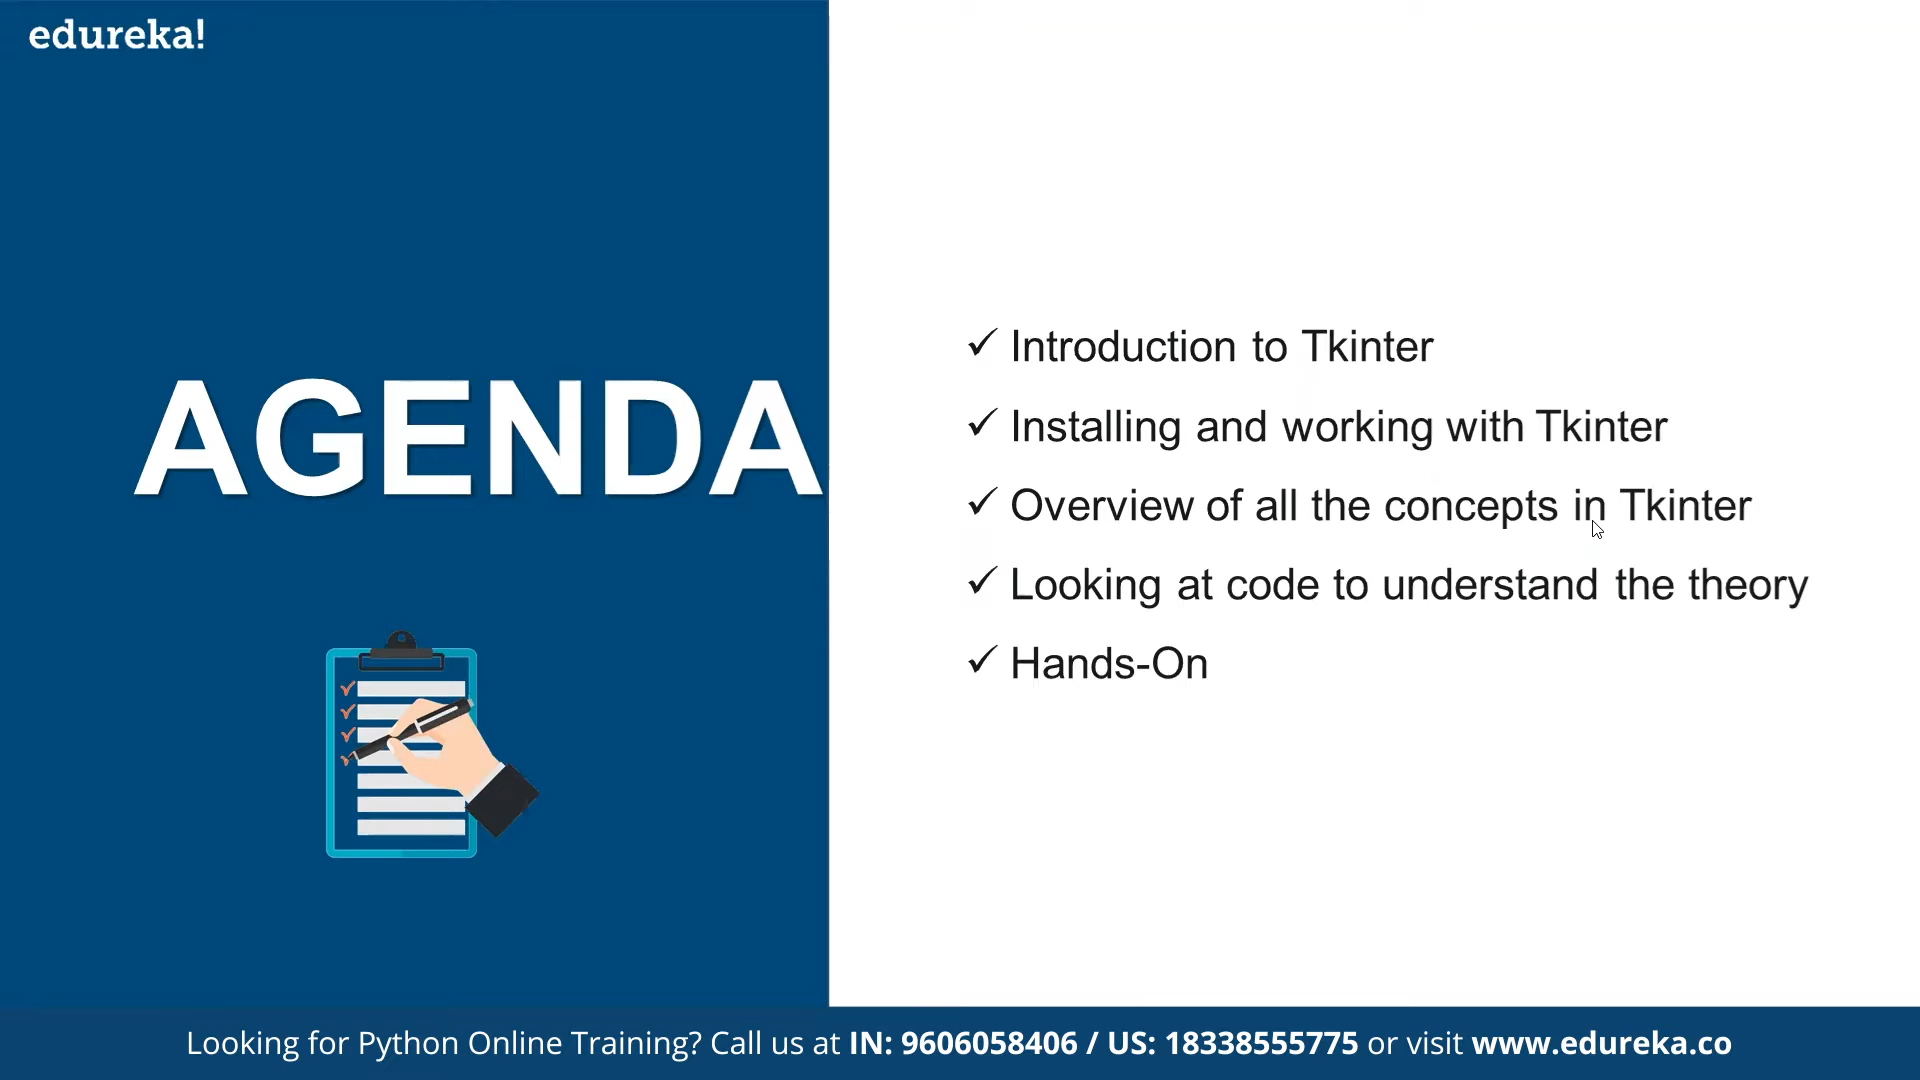 edureka!
AGENDA
✓ Introduction to Tkinter
✓ Installing and working with Tkinter
✓ Overview of all the concepts in Tkinter
✓ Looking at code to understand the theory
✓ Hands-On
Looking for Python Online Training? Call us at IN: 9606058406 / US: 18338555775 or visit www.edureka.co